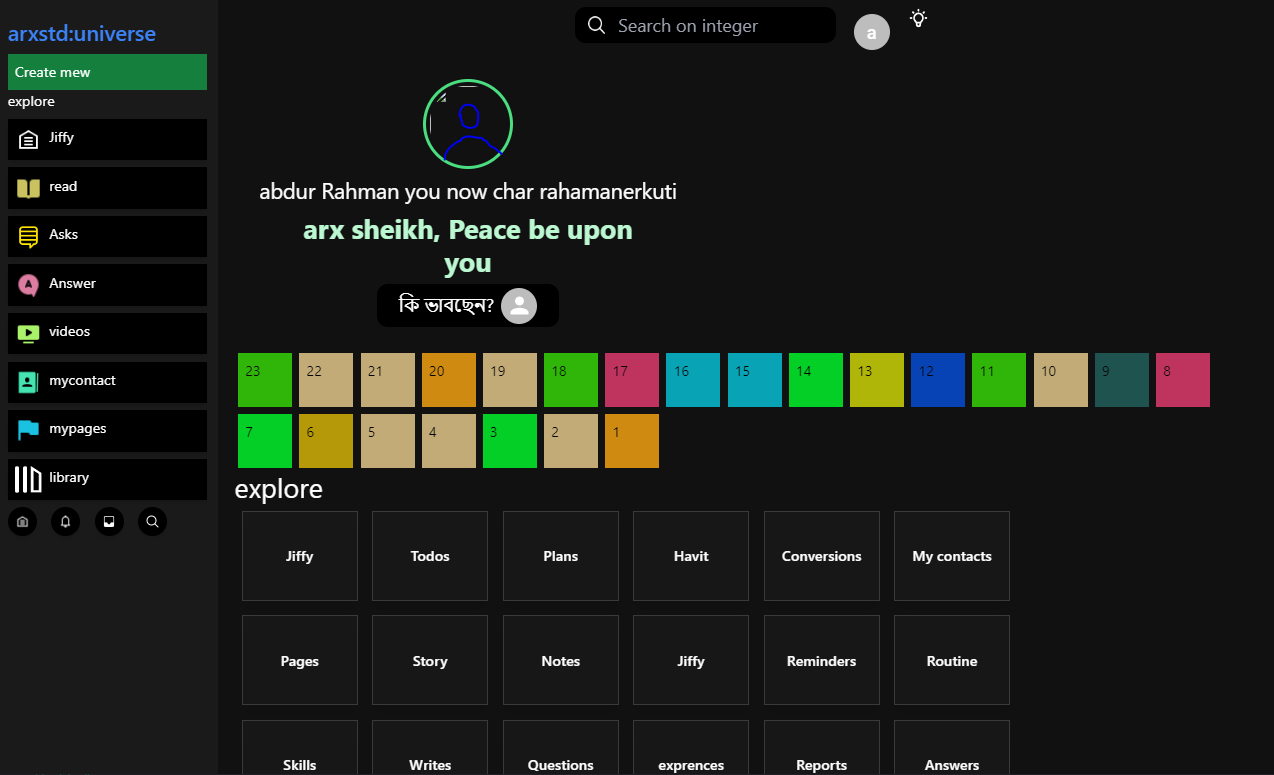 arxstd:universe
Create mew
explore
Jiffy
read
Asks
Answer
videos
mycontact
mypages
library
Search on integer
a
abdur Rahman you now char rahamanerkuti
arx sheikh, Peace be upon
you
কি ভাবছেন?
23 22 21 20 19 18 17 16 15 14 13 12 11 10 9 8
7 6 5 4 3 2 1
explore
Jiffy Todos Plans Havit Conversions My contacts
Pages Story Notes Jiffy Reminders Routine
Skills Writes Questions exprences Reports Answers